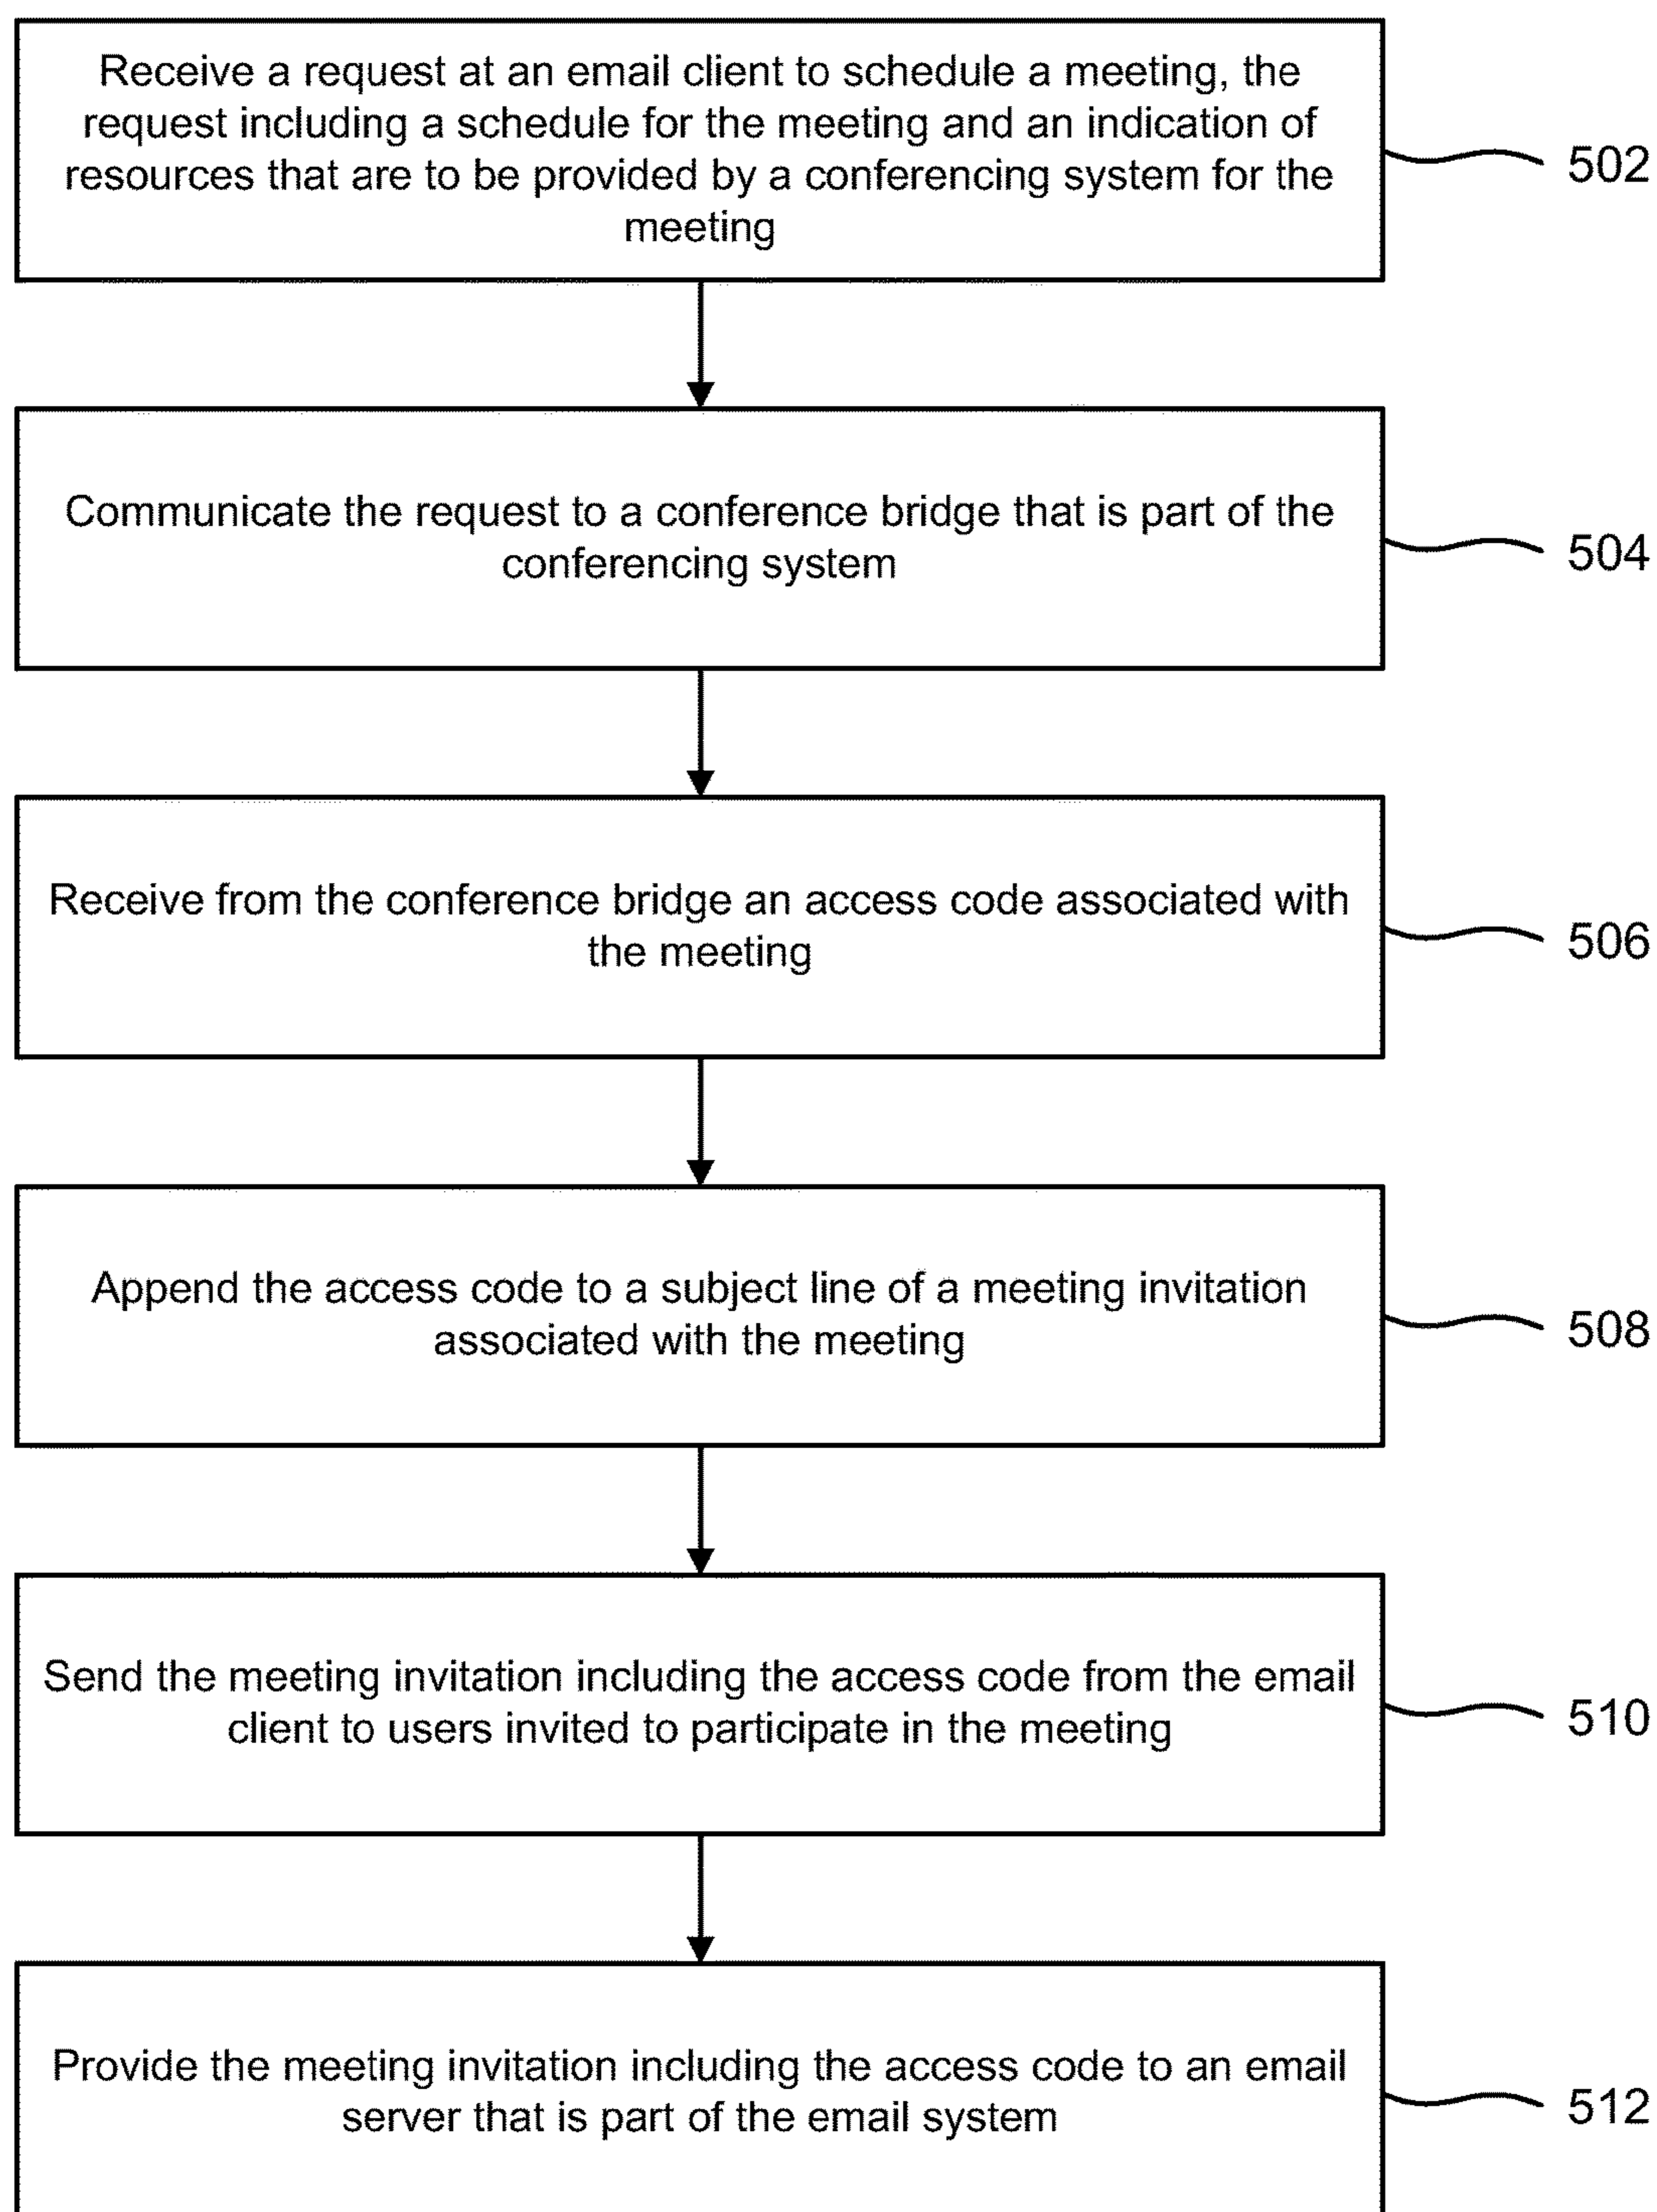 Receive a request at an email client to schedule a meeting, the
request including a schedule for the meeting and an indication of
resources that are to be provided by a conferencing system for the
meeting
502
Communicate the request to a conference bridge that is part of the
conferencing system
504
Receive from the conference bridge an access code associated with
the meeting
506
Append the access code to a subject line of a meeting invitation
associated with the meeting
508
Send the meeting invitation including the access code from the email
client to users invited to participate in the meeting
510
Provide the meeting invitation including the access code to an email
server that is part of the email system
512